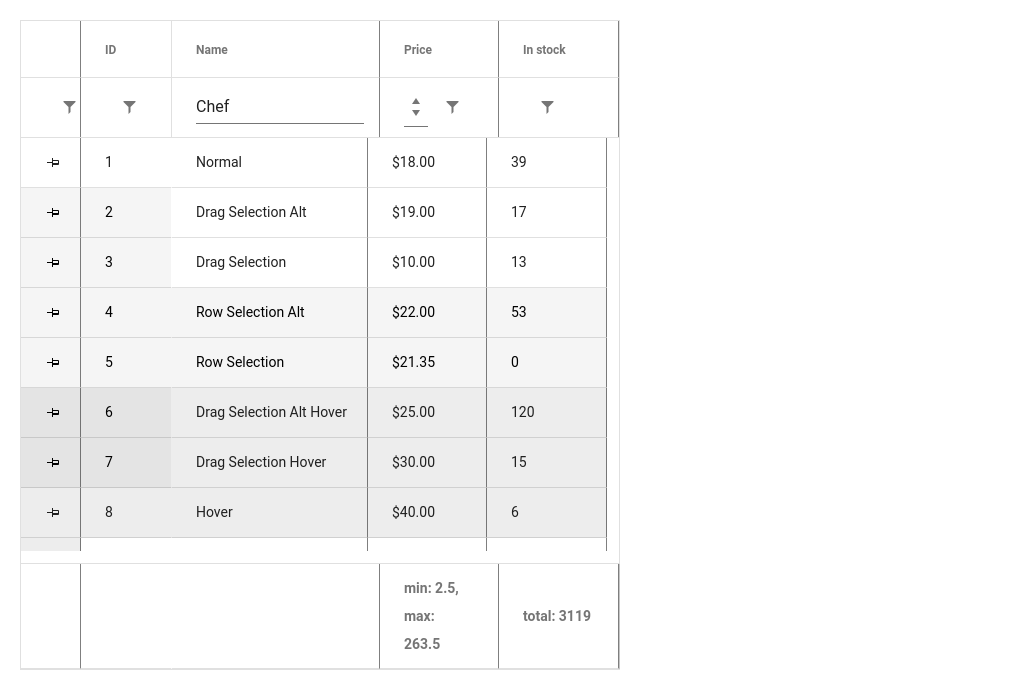 ID Name Price In stock
Chef
1 Normal $18.00 39
2 Drag Selection Alt $19.00 17
3 Drag Selection $10.00 13
4 Row Selection Alt $22.00 53
5 Row Selection $21.35 0
6 Drag Selection Alt Hover $25.00 120
7 Drag Selection Hover $30.00 15
8 Hover $40.00 6
min: 2.5,
max:
263.5
total: 3119